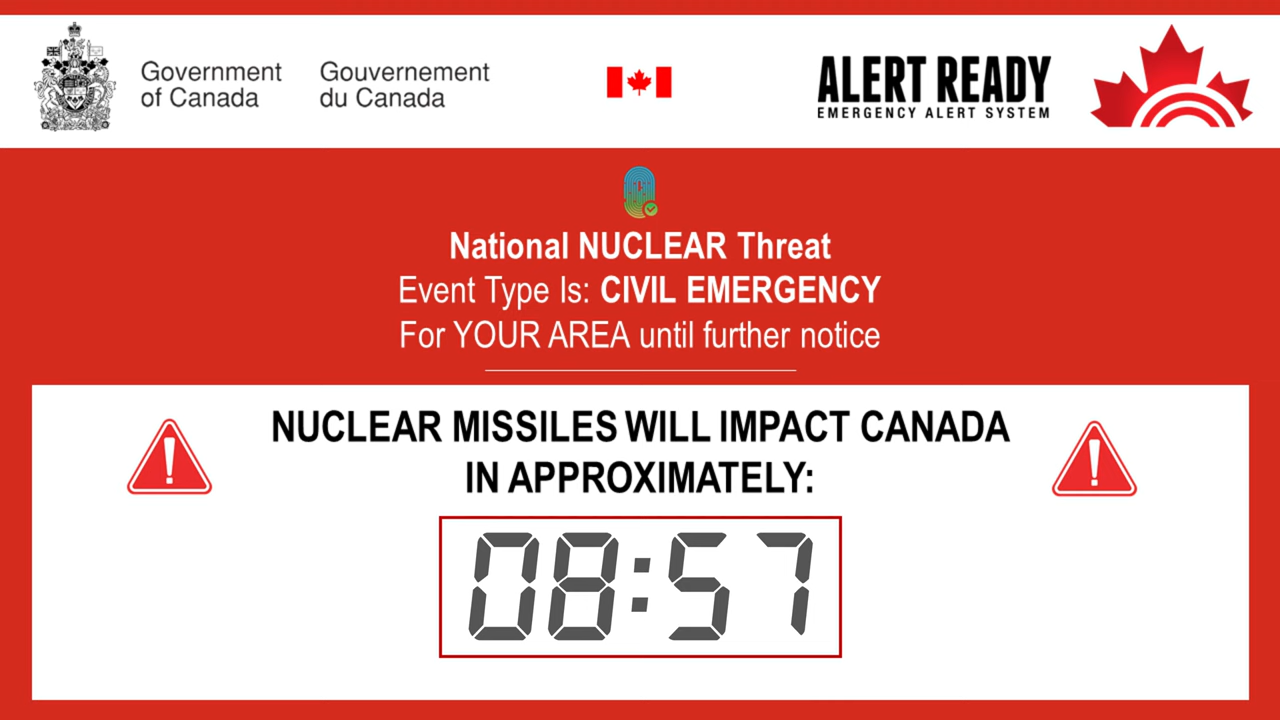 Government of Canada
Gouvernement du Canada
ALERT READY
EMERGENCY ALERT SYSTEM
National NUCLEAR Threat
Event Type Is: CIVIL EMERGENCY
For YOUR AREA until further notice
NUCLEAR MISSILES WILL IMPACT CANADA
IN APPROXIMATELY:
08:57